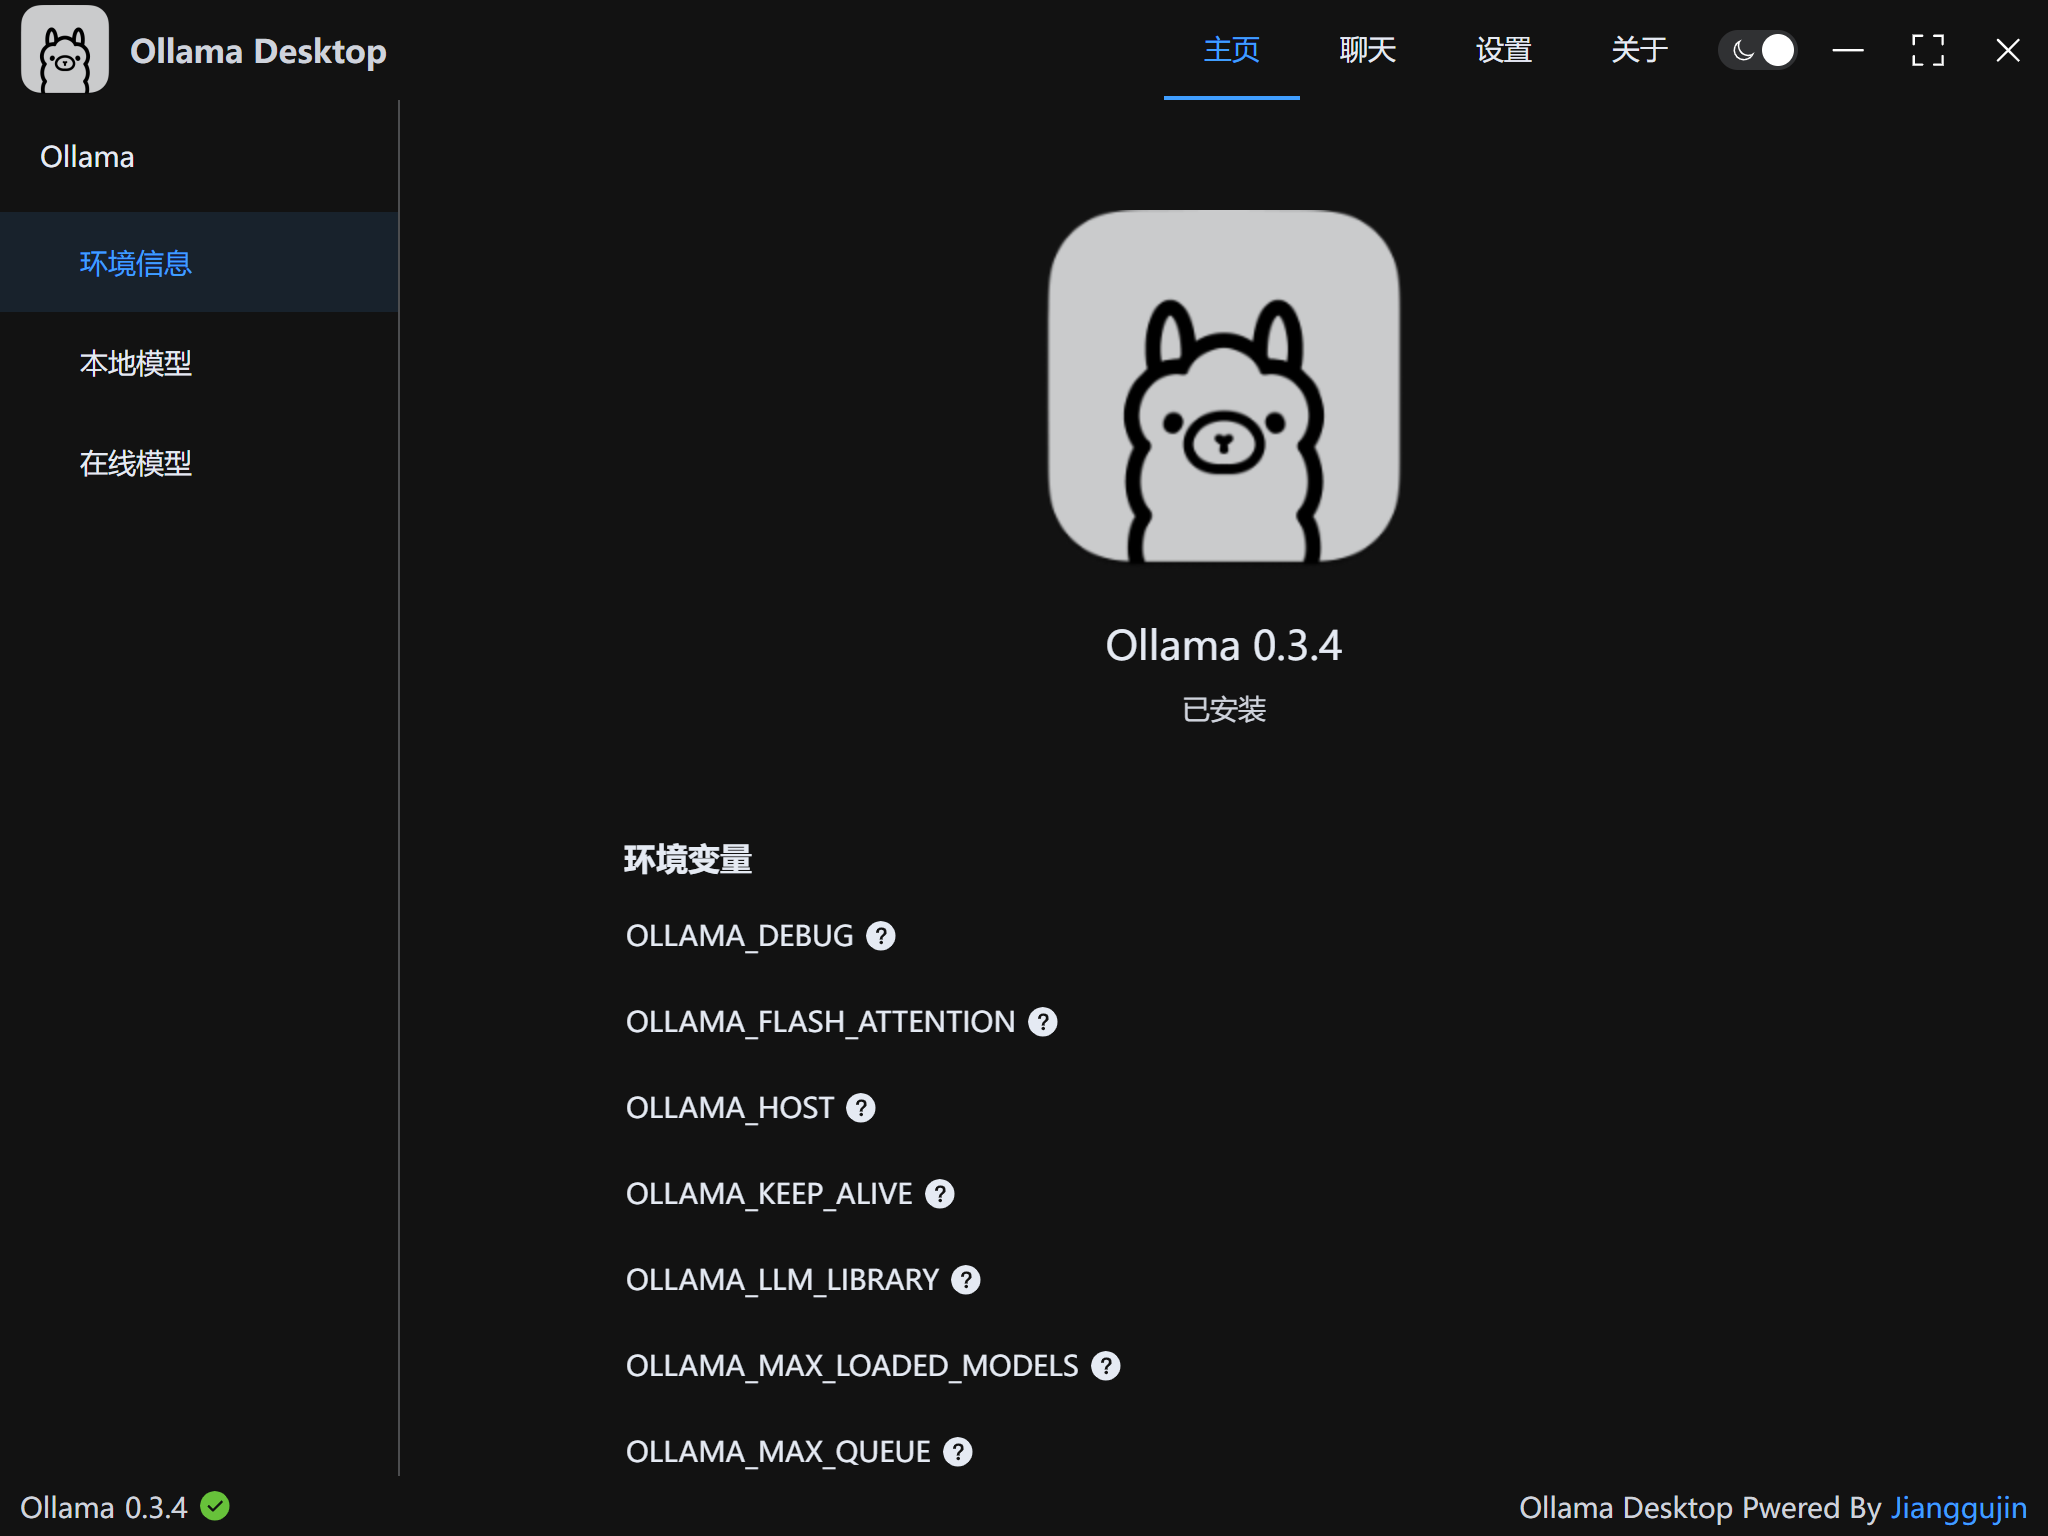 Ollama Desktop
主页
聊天
设置
关于
Ollama
环境信息
本地模型
在线模型
Ollama 0.3.4
已安装
环境变量
OLLAMA_DEBUG
OLLAMA_FLASH_ATTENTION
OLLAMA_HOST
OLLAMA_KEEP_ALIVE
OLLAMA_LLM_LIBRARY
OLLAMA_MAX_LOADED_MODELS
OLLAMA_MAX_QUEUE
Ollama 0.3.4
Ollama Desktop Pwered By Jianggujin